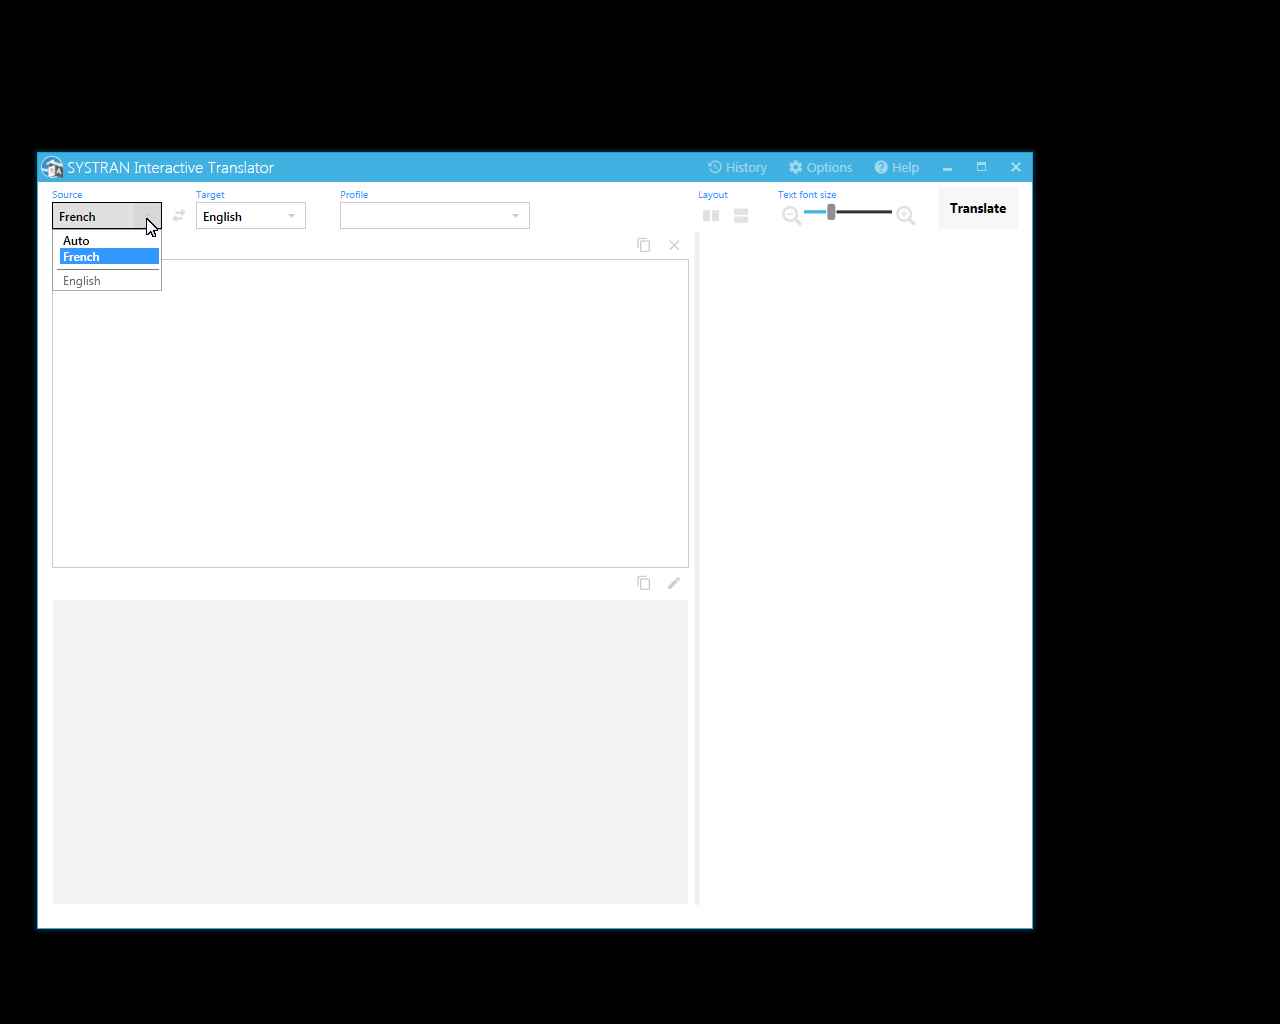 SYSTRAN Interactive Translator
History Options Help
Source Target Profile Layout Text font size
French English Translate
Auto
French
English